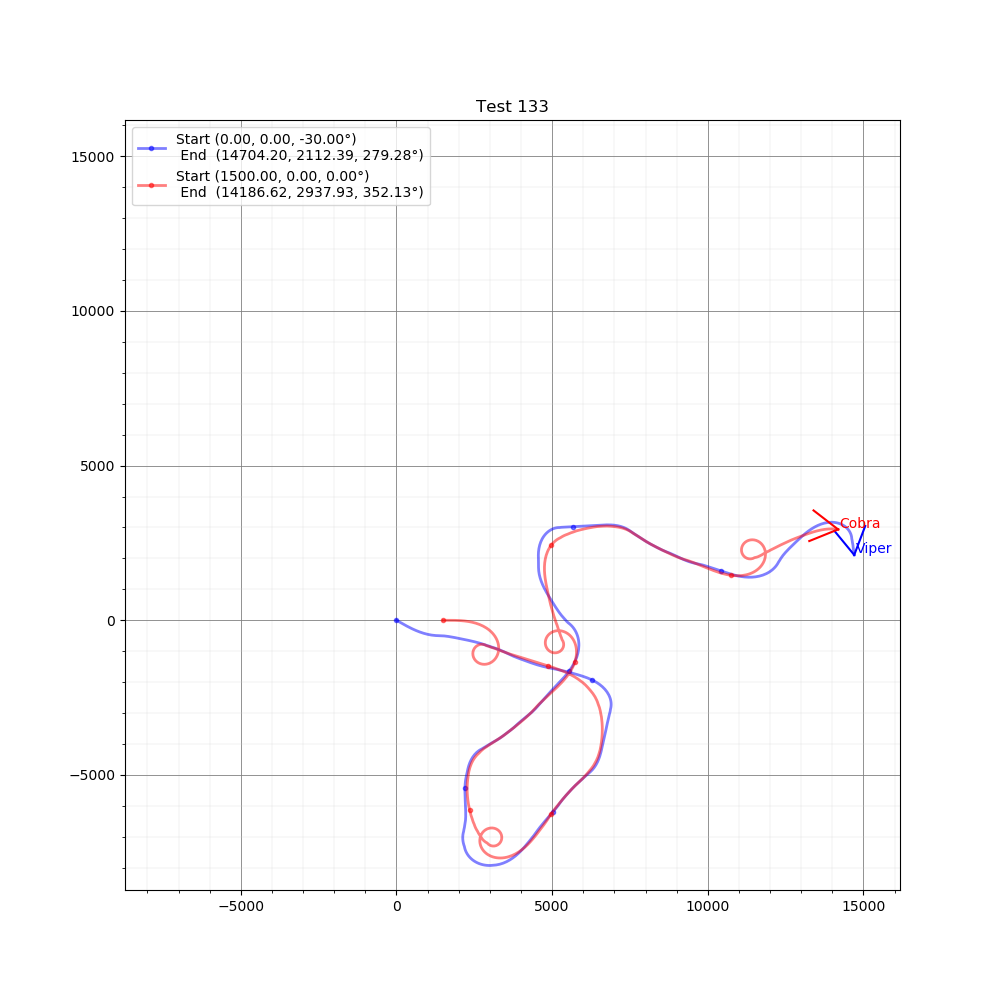 Test 133
Start (0.00, 0.00, -30.00°)
End (14704.20, 2112.39, 279.28°)
Start (1500.00, 0.00, 0.00°)
End (14186.62, 2937.93, 352.13°)
15000
10000
5000
0
−5000
Cobra
Viper
−5000
0
5000
10000
15000